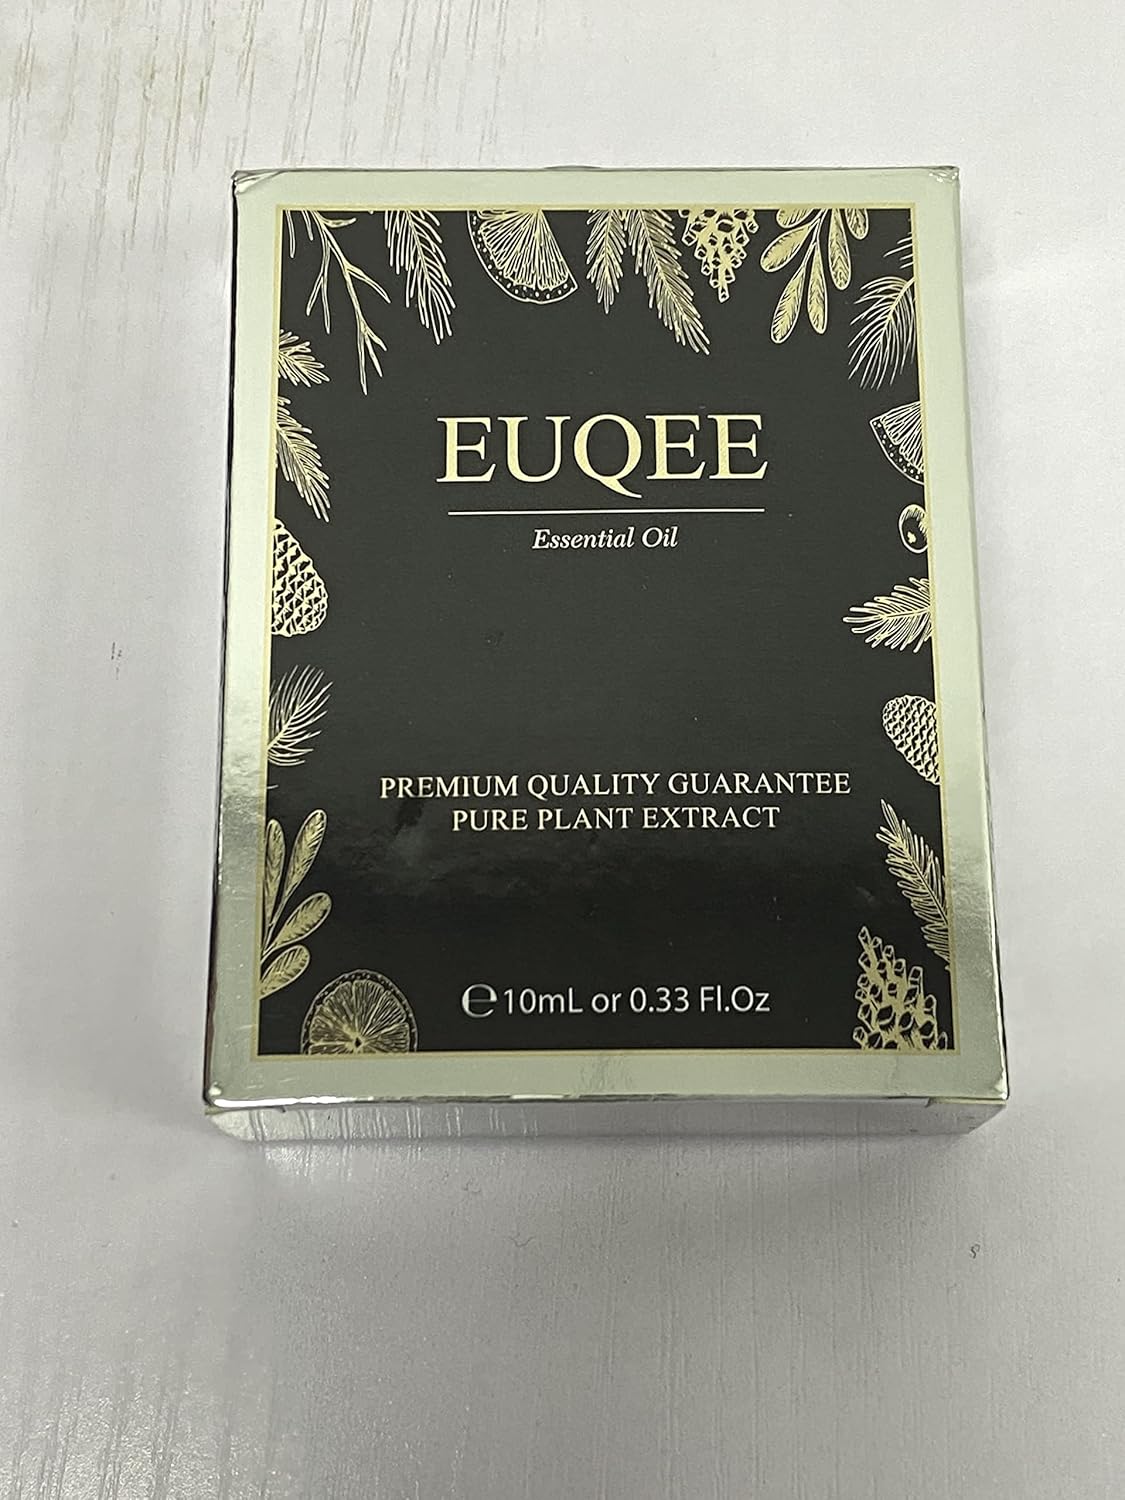 EUQEE
Essential Oil
PREMIUM QUALITY GUARANTEE
PURE PLANT EXTRACT
℮10mL or 0.33 Fl.Oz